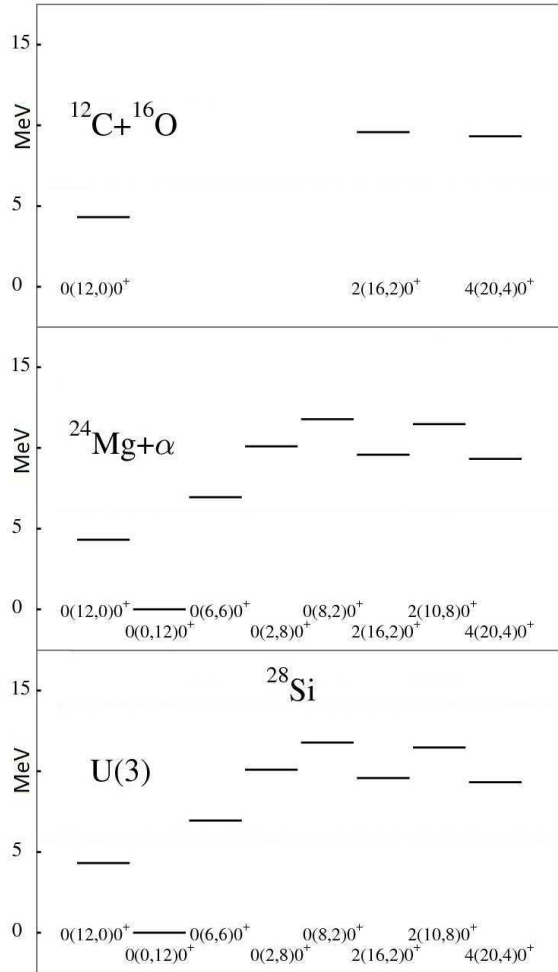 15
MeV
¹²C+¹⁶O
5
0
0(12,0)0⁺ 2(16,2)0⁺ 4(20,4)0⁺
15
MeV
²⁴Mg+α
5
0
0(12,0)0⁺ 0(6,6)0⁺ 0(8,2)0⁺ 2(10,8)0⁺
0(0,12)0⁺ 0(2,8)0⁺ 2(16,2)0⁺ 4(20,4)0⁺
²⁸Si
15
MeV
U(3)
5
0
0(12,0)0⁺ 0(6,6)0⁺ 0(8,2)0⁺ 2(10,8)0⁺
0(0,12)0⁺ 0(2,8)0⁺ 2(16,2)0⁺ 4(20,4)0⁺